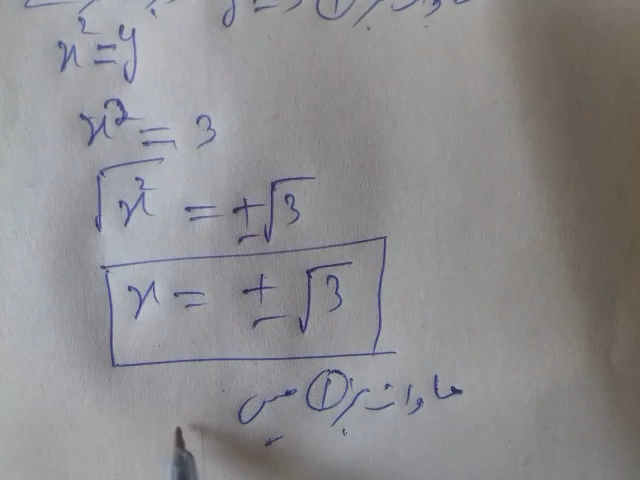 x² = y
x² = 3
√x² = ±√3
x = ±√3
مساوات نمبر ① میں